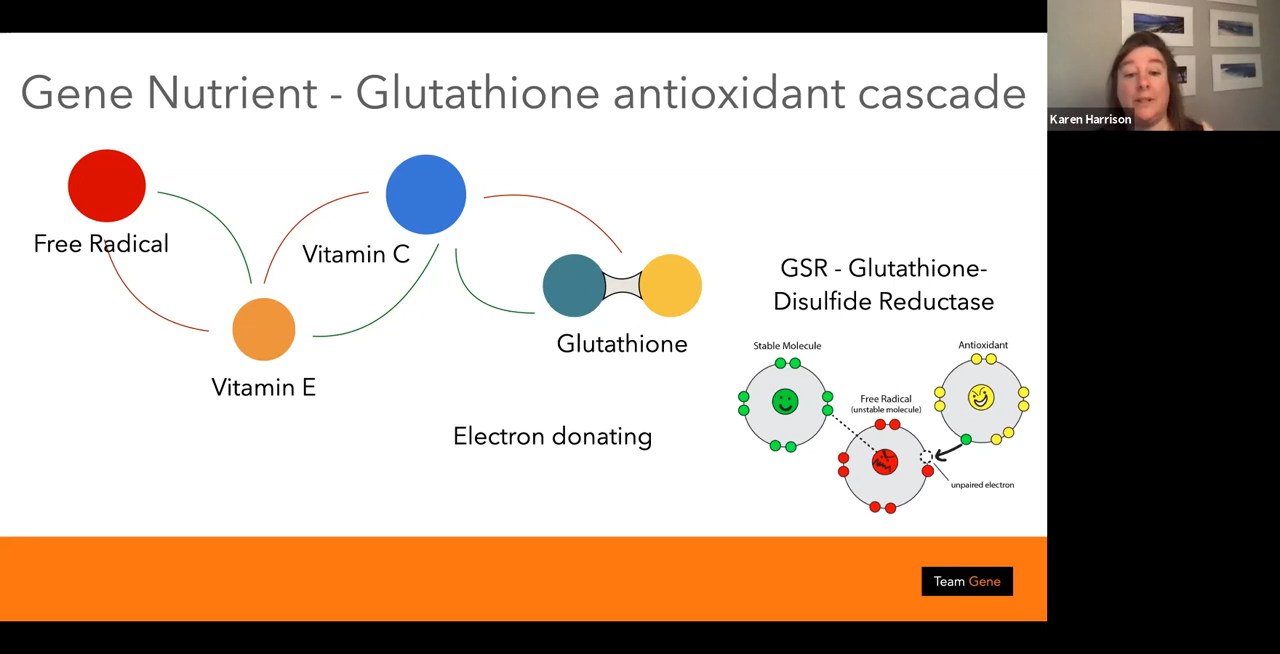 Gene Nutrient - Glutathione antioxidant cascade
Karen Harrison
Free Radical
Vitamin C
Vitamin E
Glutathione
Electron donating
GSR - Glutathione-
Disulfide Reductase
Stable Molecule
Antioxidant
Free Radical
(unstable molecule)
unpaired electron
Team Gene